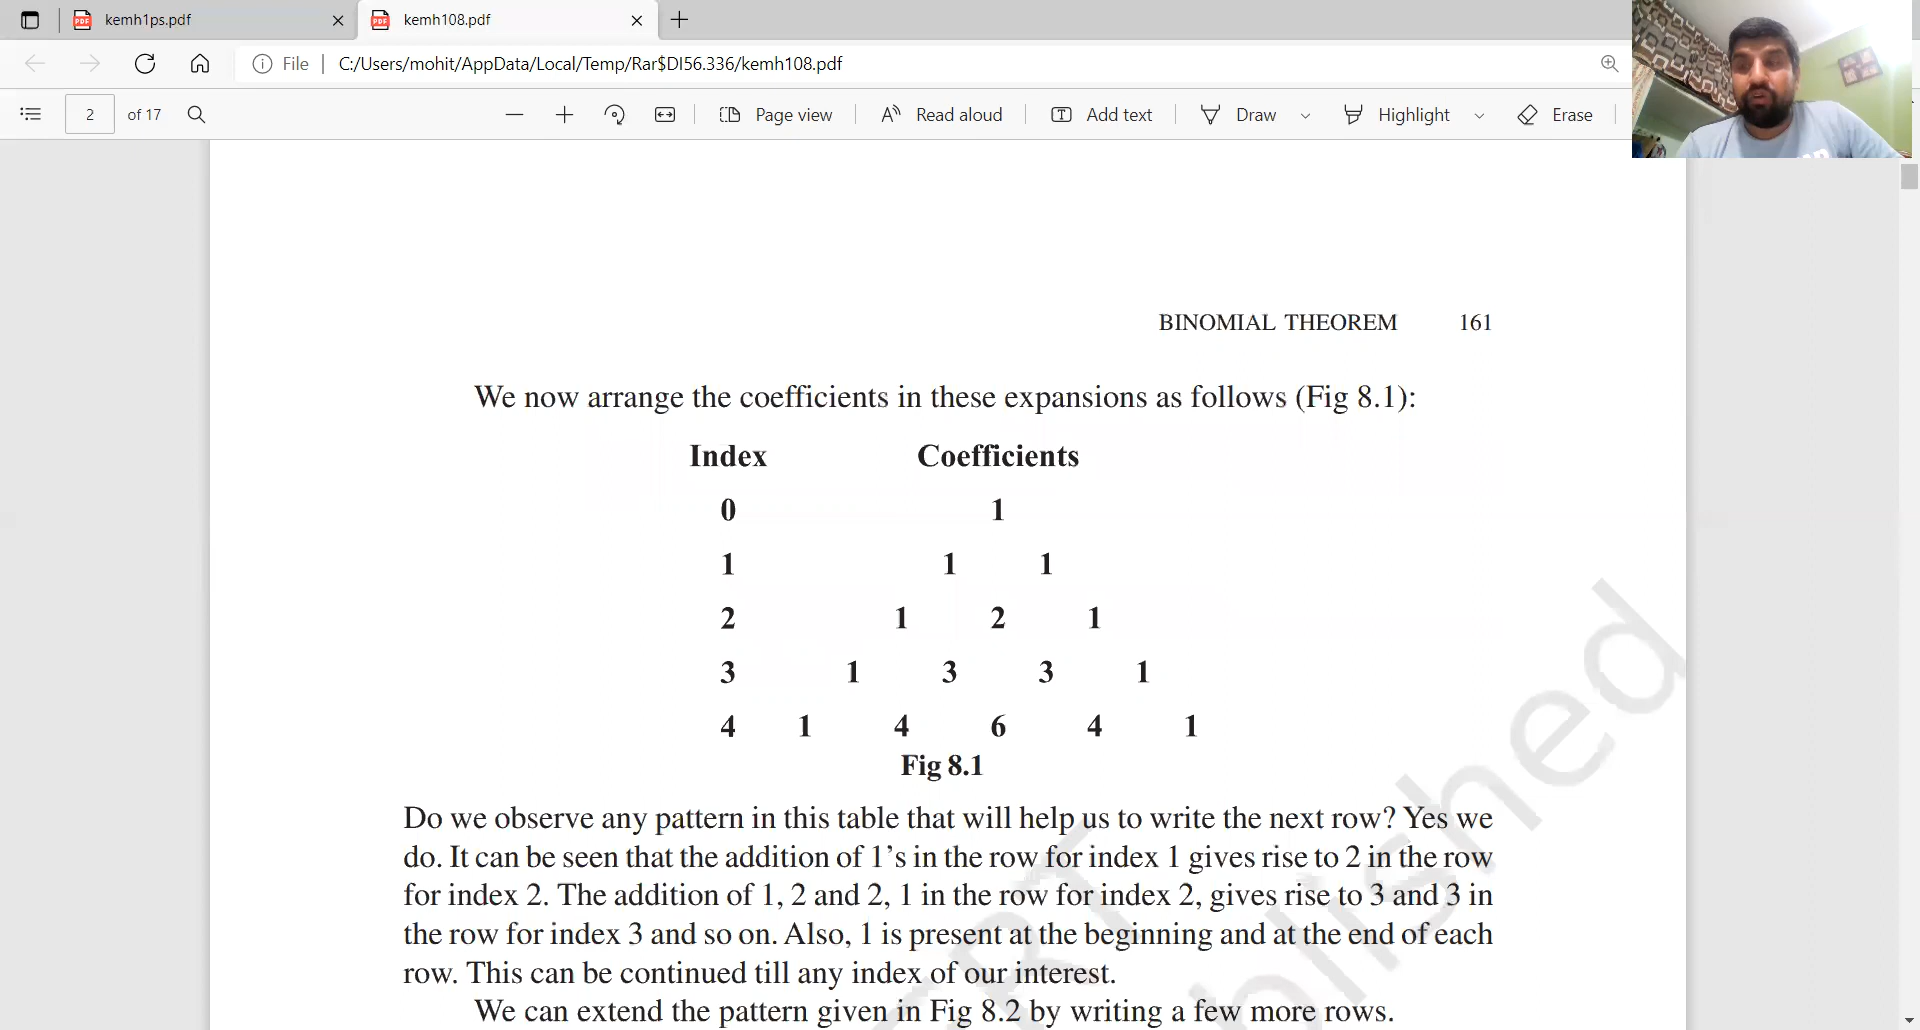 kemh1ps.pdf
kemh108.pdf
File
C:/Users/mohit/AppData/Local/Temp/Rar$DI56.336/kemh108.pdf
2 of 17
Page view
Read aloud
Add text
Draw
Highlight
Erase
BINOMIAL THEOREM 161
We now arrange the coefficients in these expansions as follows (Fig 8.1):
Index Coefficients
0 1
1 1 1
2 1 2 1
3 1 3 3 1
4 1 4 6 4 1
Fig 8.1
Do we observe any pattern in this table that will help us to write the next row? Yes we
do. It can be seen that the addition of 1’s in the row for index 1 gives rise to 2 in the row
for index 2. The addition of 1, 2 and 2, 1 in the row for index 2, gives rise to 3 and 3 in
the row for index 3 and so on. Also, 1 is present at the beginning and at the end of each
row. This can be continued till any index of our interest.
We can extend the pattern given in Fig 8.2 by writing a few more rows.